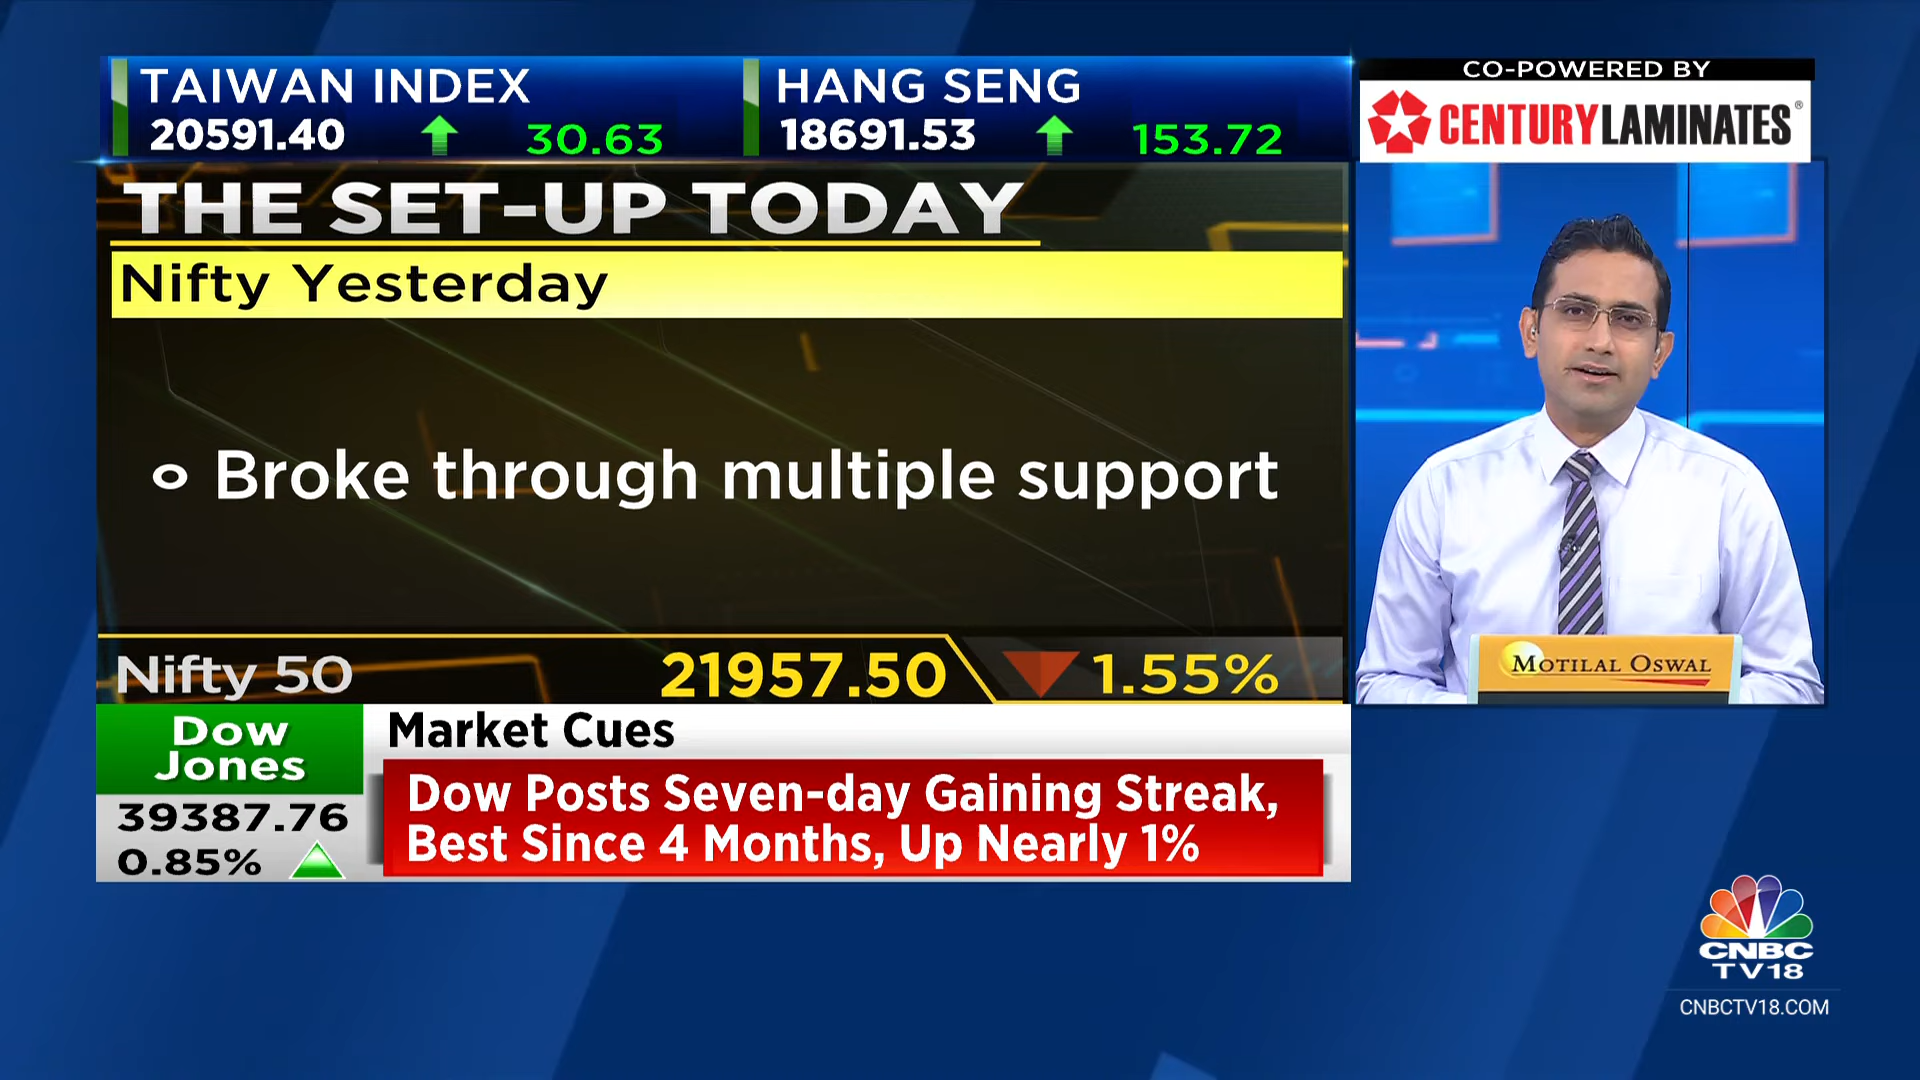 TAIWAN INDEX
20591.40 30.63
HANG SENG
18691.53 153.72
CO-POWERED BY
CENTURYLAMINATES®
THE SET-UP TODAY
Nifty Yesterday
o Broke through multiple support
Nifty 50 21957.50 1.55%
MOTILAL OSWAL
Dow
Jones
39387.76
0.85%
Market Cues
Dow Posts Seven-day Gaining Streak,
Best Since 4 Months, Up Nearly 1%
CNBC
TV18
CNBCTV18.COM